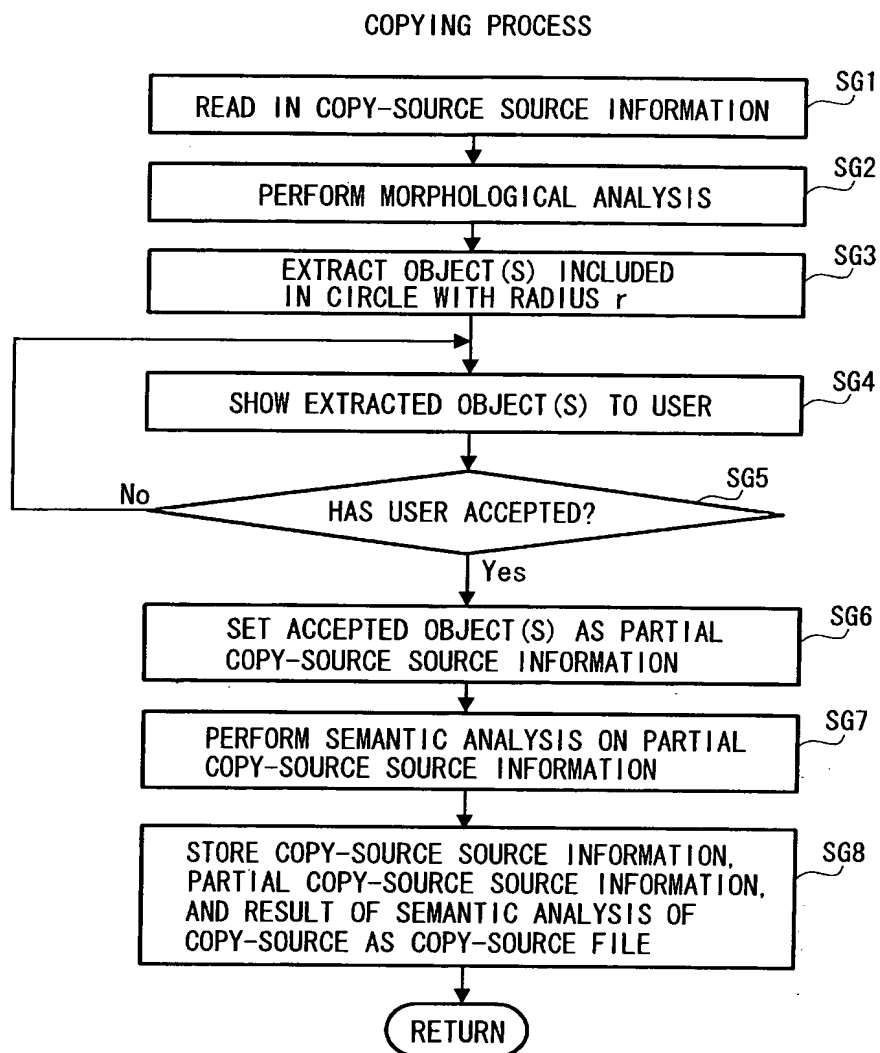 COPYING PROCESS
SG1
READ IN COPY-SOURCE SOURCE INFORMATION
SG2
PERFORM MORPHOLOGICAL ANALYSIS
SG3
EXTRACT OBJECT(S) INCLUDED
IN CIRCLE WITH RADIUS r
SG4
SHOW EXTRACTED OBJECT(S) TO USER
SG5
No
HAS USER ACCEPTED?
Yes
SG6
SET ACCEPTED OBJECT(S) AS PARTIAL
COPY-SOURCE SOURCE INFORMATION
SG7
PERFORM SEMANTIC ANALYSIS ON PARTIAL
COPY-SOURCE SOURCE INFORMATION
SG8
STORE COPY-SOURCE SOURCE INFORMATION,
PARTIAL COPY-SOURCE SOURCE INFORMATION,
AND RESULT OF SEMANTIC ANALYSIS OF
COPY-SOURCE AS COPY-SOURCE FILE
RETURN